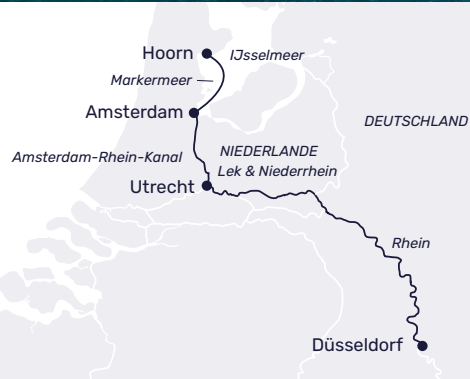 Hoorn
IJsselmeer
Markermeer
Amsterdam
DEUTSCHLAND
Amsterdam-Rhein-Kanal
NIEDERLANDE
Lek & Niederrhein
Utrecht
Rhein
Düsseldorf